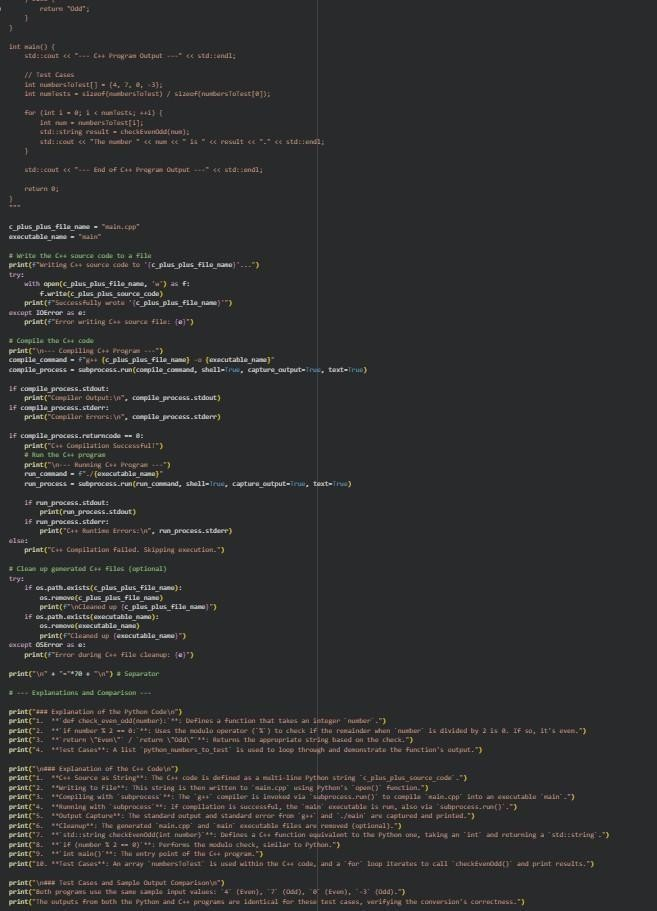 return "Odd";
}
}
int main() {
std::cout << "--- C++ Program Output ---" << std::endl;
// Test Cases
int numbersToTest[] = {4, 7, 0, -3};
int numTests = sizeof(numbersToTest) / sizeof(numbersToTest[0]);
for (int i = 0; i < numTests; ++i) {
int num = numbersToTest[i];
std::string result = checkEvenOdd(num);
std::cout << "The number " << num << " is " << result << "." << std::endl;
}
std::cout << "--- End of C++ Program Output ---" << std::endl;
return 0;
}
"""
c_plus_plus_file_name = "main.cpp"
executable_name = "main"
# Write the C++ source code to a file
print(f"Writing C++ source code to '{c_plus_plus_file_name}'...")
try:
with open(c_plus_plus_file_name, 'w') as f:
f.write(c_plus_plus_source_code)
print(f"Successfully wrote '{c_plus_plus_file_name}'")
except IOError as e:
print(f"Error writing C++ source file: {e}")
# Compile the C++ code
print("\n--- Compiling C++ Program ---")
compile_command = f"g++ {c_plus_plus_file_name} -o {executable_name}"
compile_process = subprocess.run(compile_command, shell=True, capture_output=True, text=True)
if compile_process.stdout:
print("Compiler Output:\n", compile_process.stdout)
if compile_process.stderr:
print("Compiler Errors:\n", compile_process.stderr)
if compile_process.returncode == 0:
print("C++ Compilation Successful!")
# Run the C++ program
print("\n--- Running C++ Program ---")
run_command = f"./{executable_name}"
run_process = subprocess.run(run_command, shell=True, capture_output=True, text=True)
if run_process.stdout:
print(run_process.stdout)
if run_process.stderr:
print("C++ Runtime Errors:\n", run_process.stderr)
else:
print("C++ Compilation failed. Skipping execution.")
# Clean up generated C++ files (optional)
try:
if os.path.exists(c_plus_plus_file_name):
os.remove(c_plus_plus_file_name)
print(f"\nCleaned up {c_plus_plus_file_name}")
if os.path.exists(executable_name):
os.remove(executable_name)
print(f"Cleaned up {executable_name}")
except OSError as e:
print(f"Error during C++ file cleanup: {e}")
print("\n" + "="*70 + "\n") # Separator
# --- Explanations and Comparison ---
print("### Explanation of the Python Code\n")
print("1.  **`def check_even_odd(number):`**: Defines a function that takes an integer `number`.")
print("2.  **`if number % 2 == 0:`**: Uses the modulo operator (`%`) to check if the remainder when `number` is divided by 2 is 0. If so, it's even.")
print("3.  **`return \"Even\"` / `return \"Odd\"`**: Returns the appropriate string based on the check.")
print("4.  **Test Cases**: A list `python_numbers_to_test` is used to loop through and demonstrate the function's output.")
print("\n### Explanation of the C++ Code\n")
print("1.  **C++ Source as String**: The C++ code is defined as a multi-line Python string `c_plus_plus_source_code`.")
print("2.  **Writing to File**: This string is then written to `main.cpp` using Python's `open()` function.")
print("3.  **Compiling with `subprocess`**: The `g++` compiler is invoked via `subprocess.run()` to compile `main.cpp` into an executable `main`.")
print("4.  **Running with `subprocess`**: If compilation is successful, the `main` executable is run, also via `subprocess.run()`.")
print("5.  **Output Capture**: The standard output and standard error from `g++` and `./main` are captured and printed.")
print("6.  **Cleanup**: The generated `main.cpp` and `main` executable files are removed (optional).")
print("7.  **`std::string checkEvenOdd(int number)`**: Defines a C++ function equivalent to the Python one, taking an `int` and returning a `std::string`.")
print("8.  **`if (number % 2 == 0)`**: Performs the modulo check, similar to Python.")
print("9.  **`int main()`**: The entry point of the C++ program.")
print("10. **Test Cases**: An array `numbersToTest` is used within the C++ code, and a `for` loop iterates to call `checkEvenOdd()` and print results.")
print("\n### Test Cases and Sample Output Comparison\n")
print("Both programs use the same sample input values: `4` (Even), `7` (Odd), `0` (Even), `-3` (Odd).")
print("The outputs from both the Python and C++ programs are identical for these test cases, verifying the conversion's correctness.")